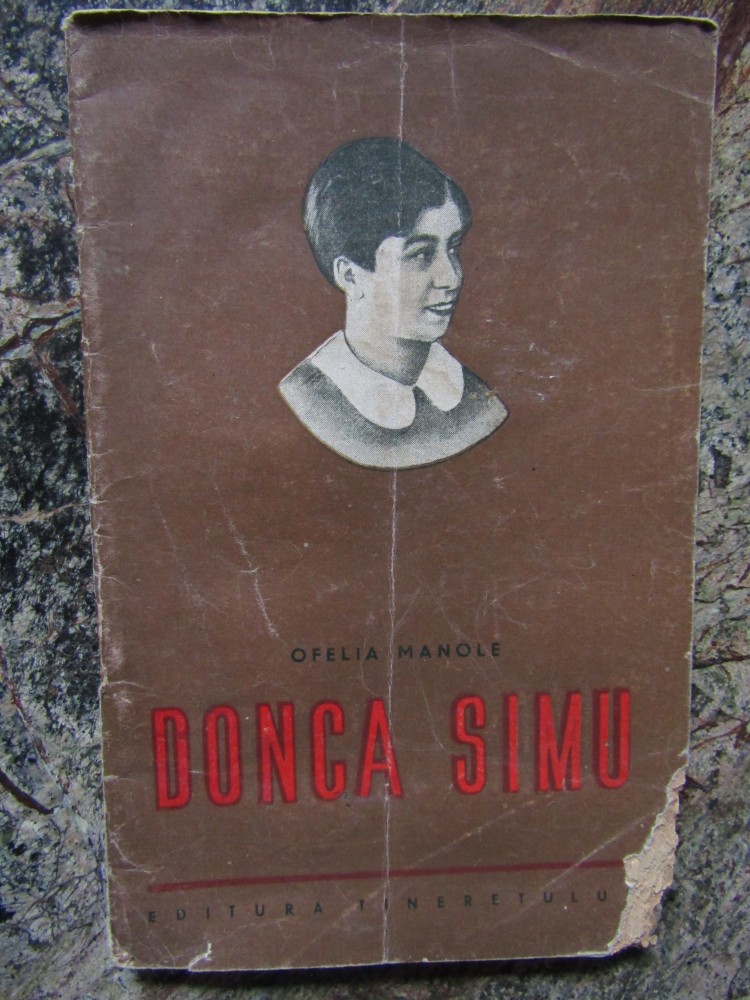 OFELIA MANOLE
DONCA SIMU
EDITURA TINERETULU